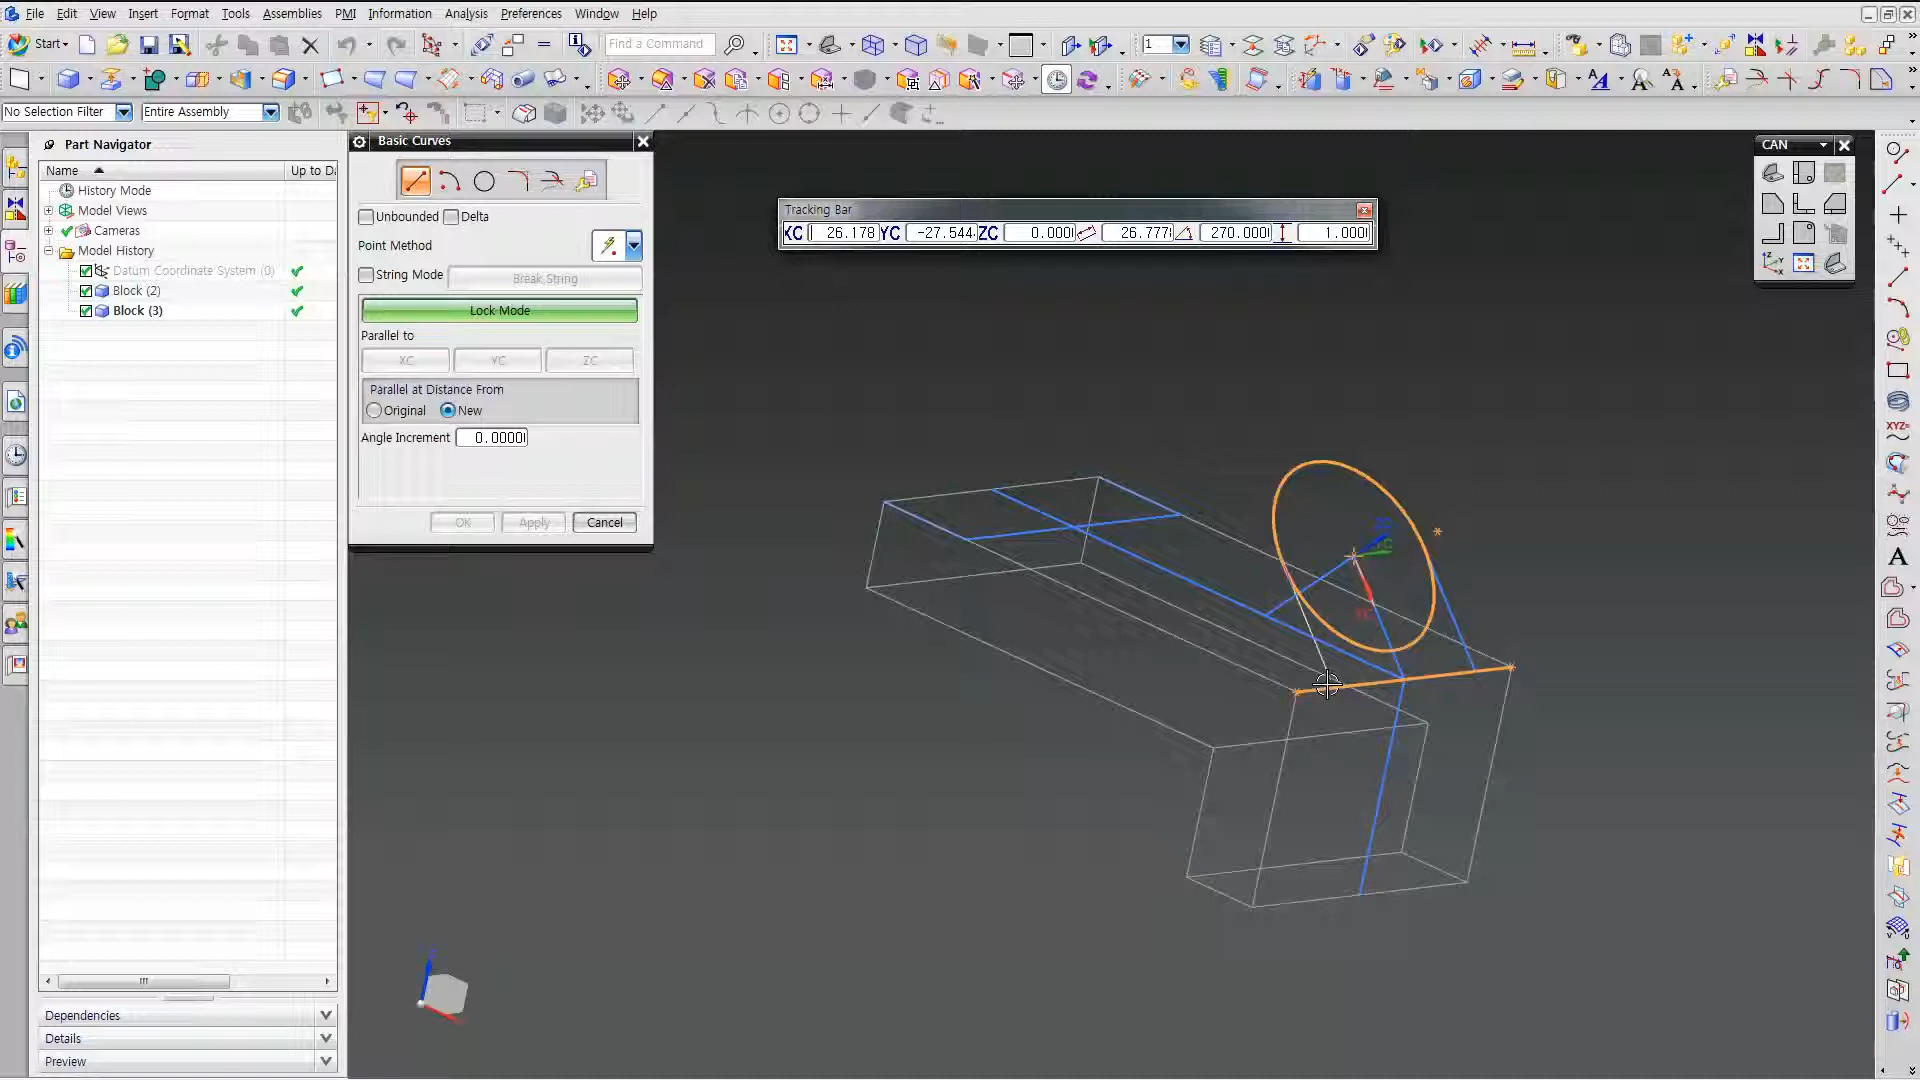 File Edit View Insert Format Tools Assemblies PMI Information Analysis Preferences Window Help
Start Find a Command 1
No Selection Filter Entire Assembly
Part Navigator
Name Up to Da
History Mode
Model Views
Cameras
Model History
Datum Coordinate System (0)
Block (2)
Block (3)
Dependencies
Details
Preview
Basic Curves
Unbounded Delta
Point Method
String Mode Break String
Lock Mode
Parallel to
XC YC ZC
Parallel at Distance From
Original New
Angle Increment 0.0000
OK Apply Cancel
Tracking Bar
XC 26.178 YC -27.544 ZC 0.000 26.777 270.000 1.000
CAN
XYZ=
A